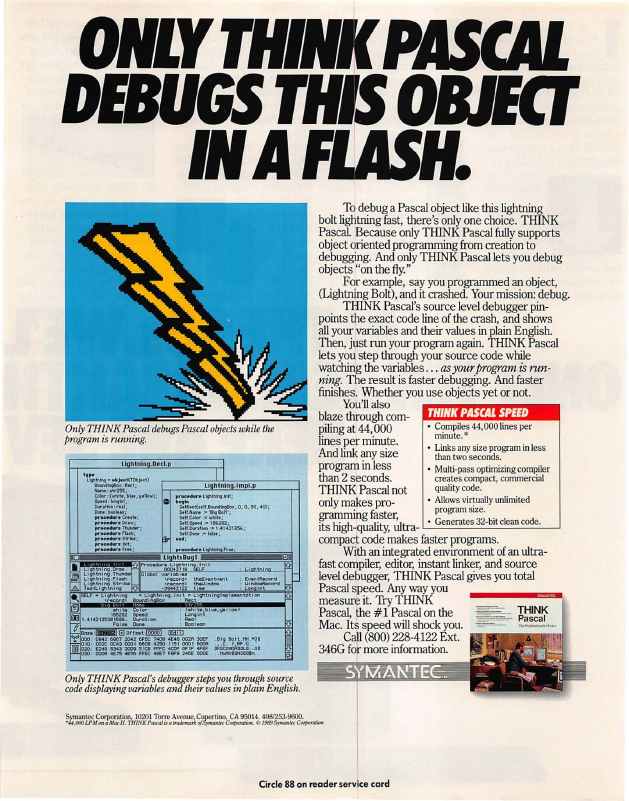 ONLY THINK PASCAL
DEBUGS THIS OBJECT
IN A FLASH.
Only THINK Pascal debugs Pascal objects while the
program is running.
Only THINK Pascal's debugger steps you through source
code displaying variables and their values in plain English.
To debug a Pascal object like this lightning
bolt lightning fast, there's only one choice. THINK
Pascal. Because only THINK Pascal fully supports
object oriented programming from creation to
debugging. And only THINK Pascal lets you debug
objects "on the fly."
For example, say you programmed an object,
(Lightning Bolt), and it crashed. Your mission: debug.
THINK Pascal's source level debugger pin-
points the exact code line of the crash, and shows
all your variables and their values in plain English.
Then, just run your program again. THINK Pascal
lets you step through your source code while
watching the variables... as your program is run-
ning. The result is faster debugging. And faster
finishes. Whether you use objects yet or not.
You'll also
blaze through com-
piling at 44,000
lines per minute.
And link any size
program in less
than 2 seconds.
THINK Pascal not
only makes pro-
gramming faster,
its high-quality, ultra-
compact code makes faster programs.
With an integrated environment of an ultra-
fast compiler, editor, instant linker, and source
level debugger, THINK Pascal gives you total
Pascal speed. Any way you
measure it. Try THINK
Pascal, the #1 Pascal on the
Mac. Its speed will shock you.
Call (800) 228-4122 Ext.
346G for more information.
THINK PASCAL SPEED
• Compiles 44,000 lines per
minute.*
• Links any size program in less
than two seconds.
• Multi-pass optimizing compiler
creates compact, commercial
quality code.
• Allows virtually unlimited
program size.
• Generates 32-bit clean code.
SYMANTEC
THINK
Pascal
Lightning.Decl.p
type
Lightning = object(TObject)
BoundingBox: Rect;
Name: str255;
Color: (white, blue, yellow);
Speed: longint;
Duration: real;
Done: boolean;
procedure Create;
procedure Draw;
procedure Thunder;
procedure Flash;
procedure Strike;
procedure Init;
procedure Free;
Lightning.Impl.p
procedure Lightning.Init;
begin
SetRect(self.BoundingBox, 0, 0, 30, 40);
Self.Name := 'Big Bolt';
Self.Color := white;
Self.Speed := 186282;
Self.Duration := 1.41421356;
Self.Done := false;
end;
procedure Lightning.Free;
LightsBug
Symantec Corporation, 10201 Torre Avenue, Cupertino, CA 95014. 408/253-9600.
*44,000 LPM on a Mac II. THINK Pascal is a trademark of Symantec Corporation. © 1989 Symantec Corporation
Circle 88 on reader service card